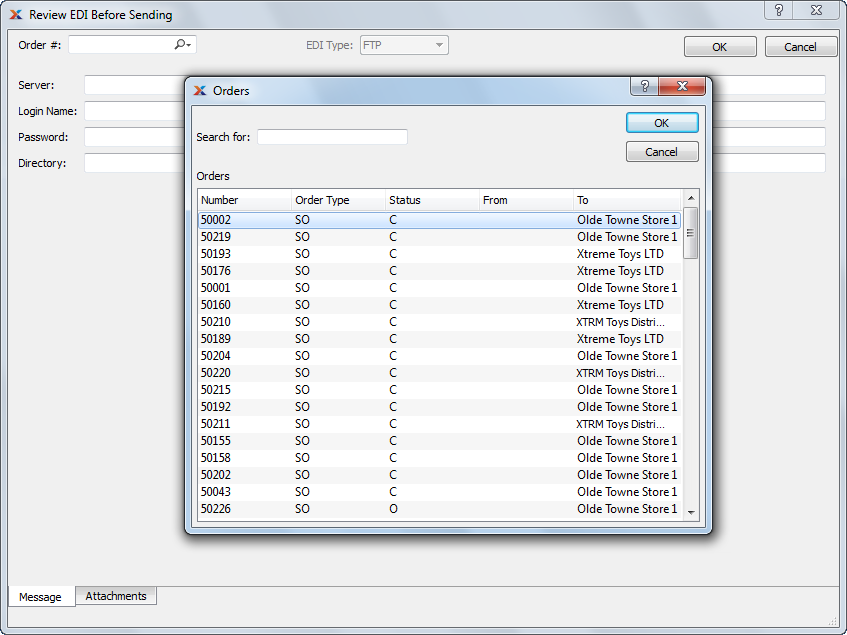 Review EDI Before Sending
Order #: EDI Type: FTP OK Cancel
Server:
Login Name:
Password:
Directory:
Orders
Search for: OK
Cancel
Orders
Number Order Type Status From To
50002 SO C Olde Towne Store 1
50219 SO C Olde Towne Store 1
50193 SO C Xtreme Toys LTD
50176 SO C Xtreme Toys LTD
50001 SO C Olde Towne Store 1
50160 SO C Xtreme Toys LTD
50210 SO C XTRM Toys Distri...
50189 SO C Xtreme Toys LTD
50204 SO C Olde Towne Store 1
50220 SO C XTRM Toys Distri...
50215 SO C Olde Towne Store 1
50192 SO C Olde Towne Store 1
50211 SO C XTRM Toys Distri...
50155 SO C Olde Towne Store 1
50158 SO C Olde Towne Store 1
50202 SO C Olde Towne Store 1
50043 SO C Olde Towne Store 1
50226 SO O Olde Towne Store 1
Message Attachments